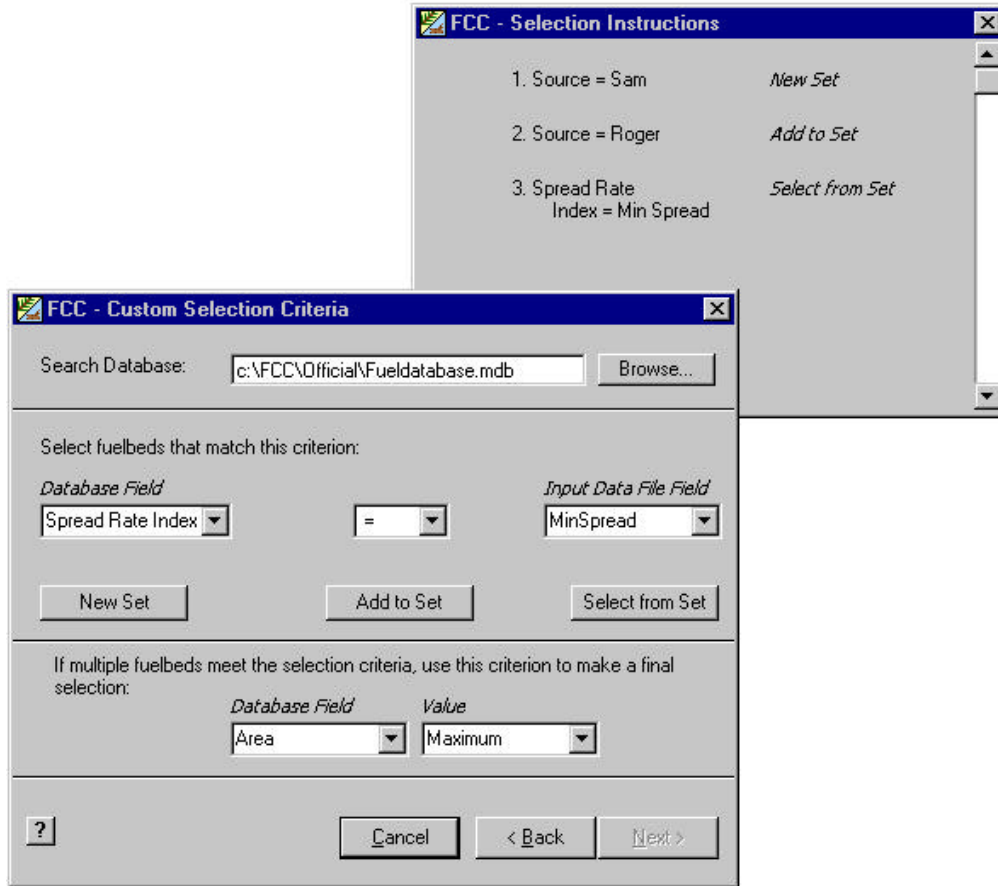 FCC - Selection Instructions
1. Source = Sam New Set
2. Source = Roger Add to Set
3. Spread Rate Select from Set
Index = Min Spread
FCC - Custom Selection Criteria
Search Database: c:\FCC\Official\Fueldatabase.mdb Browse...
Select fuelbeds that match this criterion:
Database Field Input Data File Field
Spread Rate Index = MinSpread
New Set Add to Set Select from Set
If multiple fuelbeds meet the selection criteria, use this criterion to make a final
selection:
Database Field Value
Area Maximum
? Cancel < Back Next >